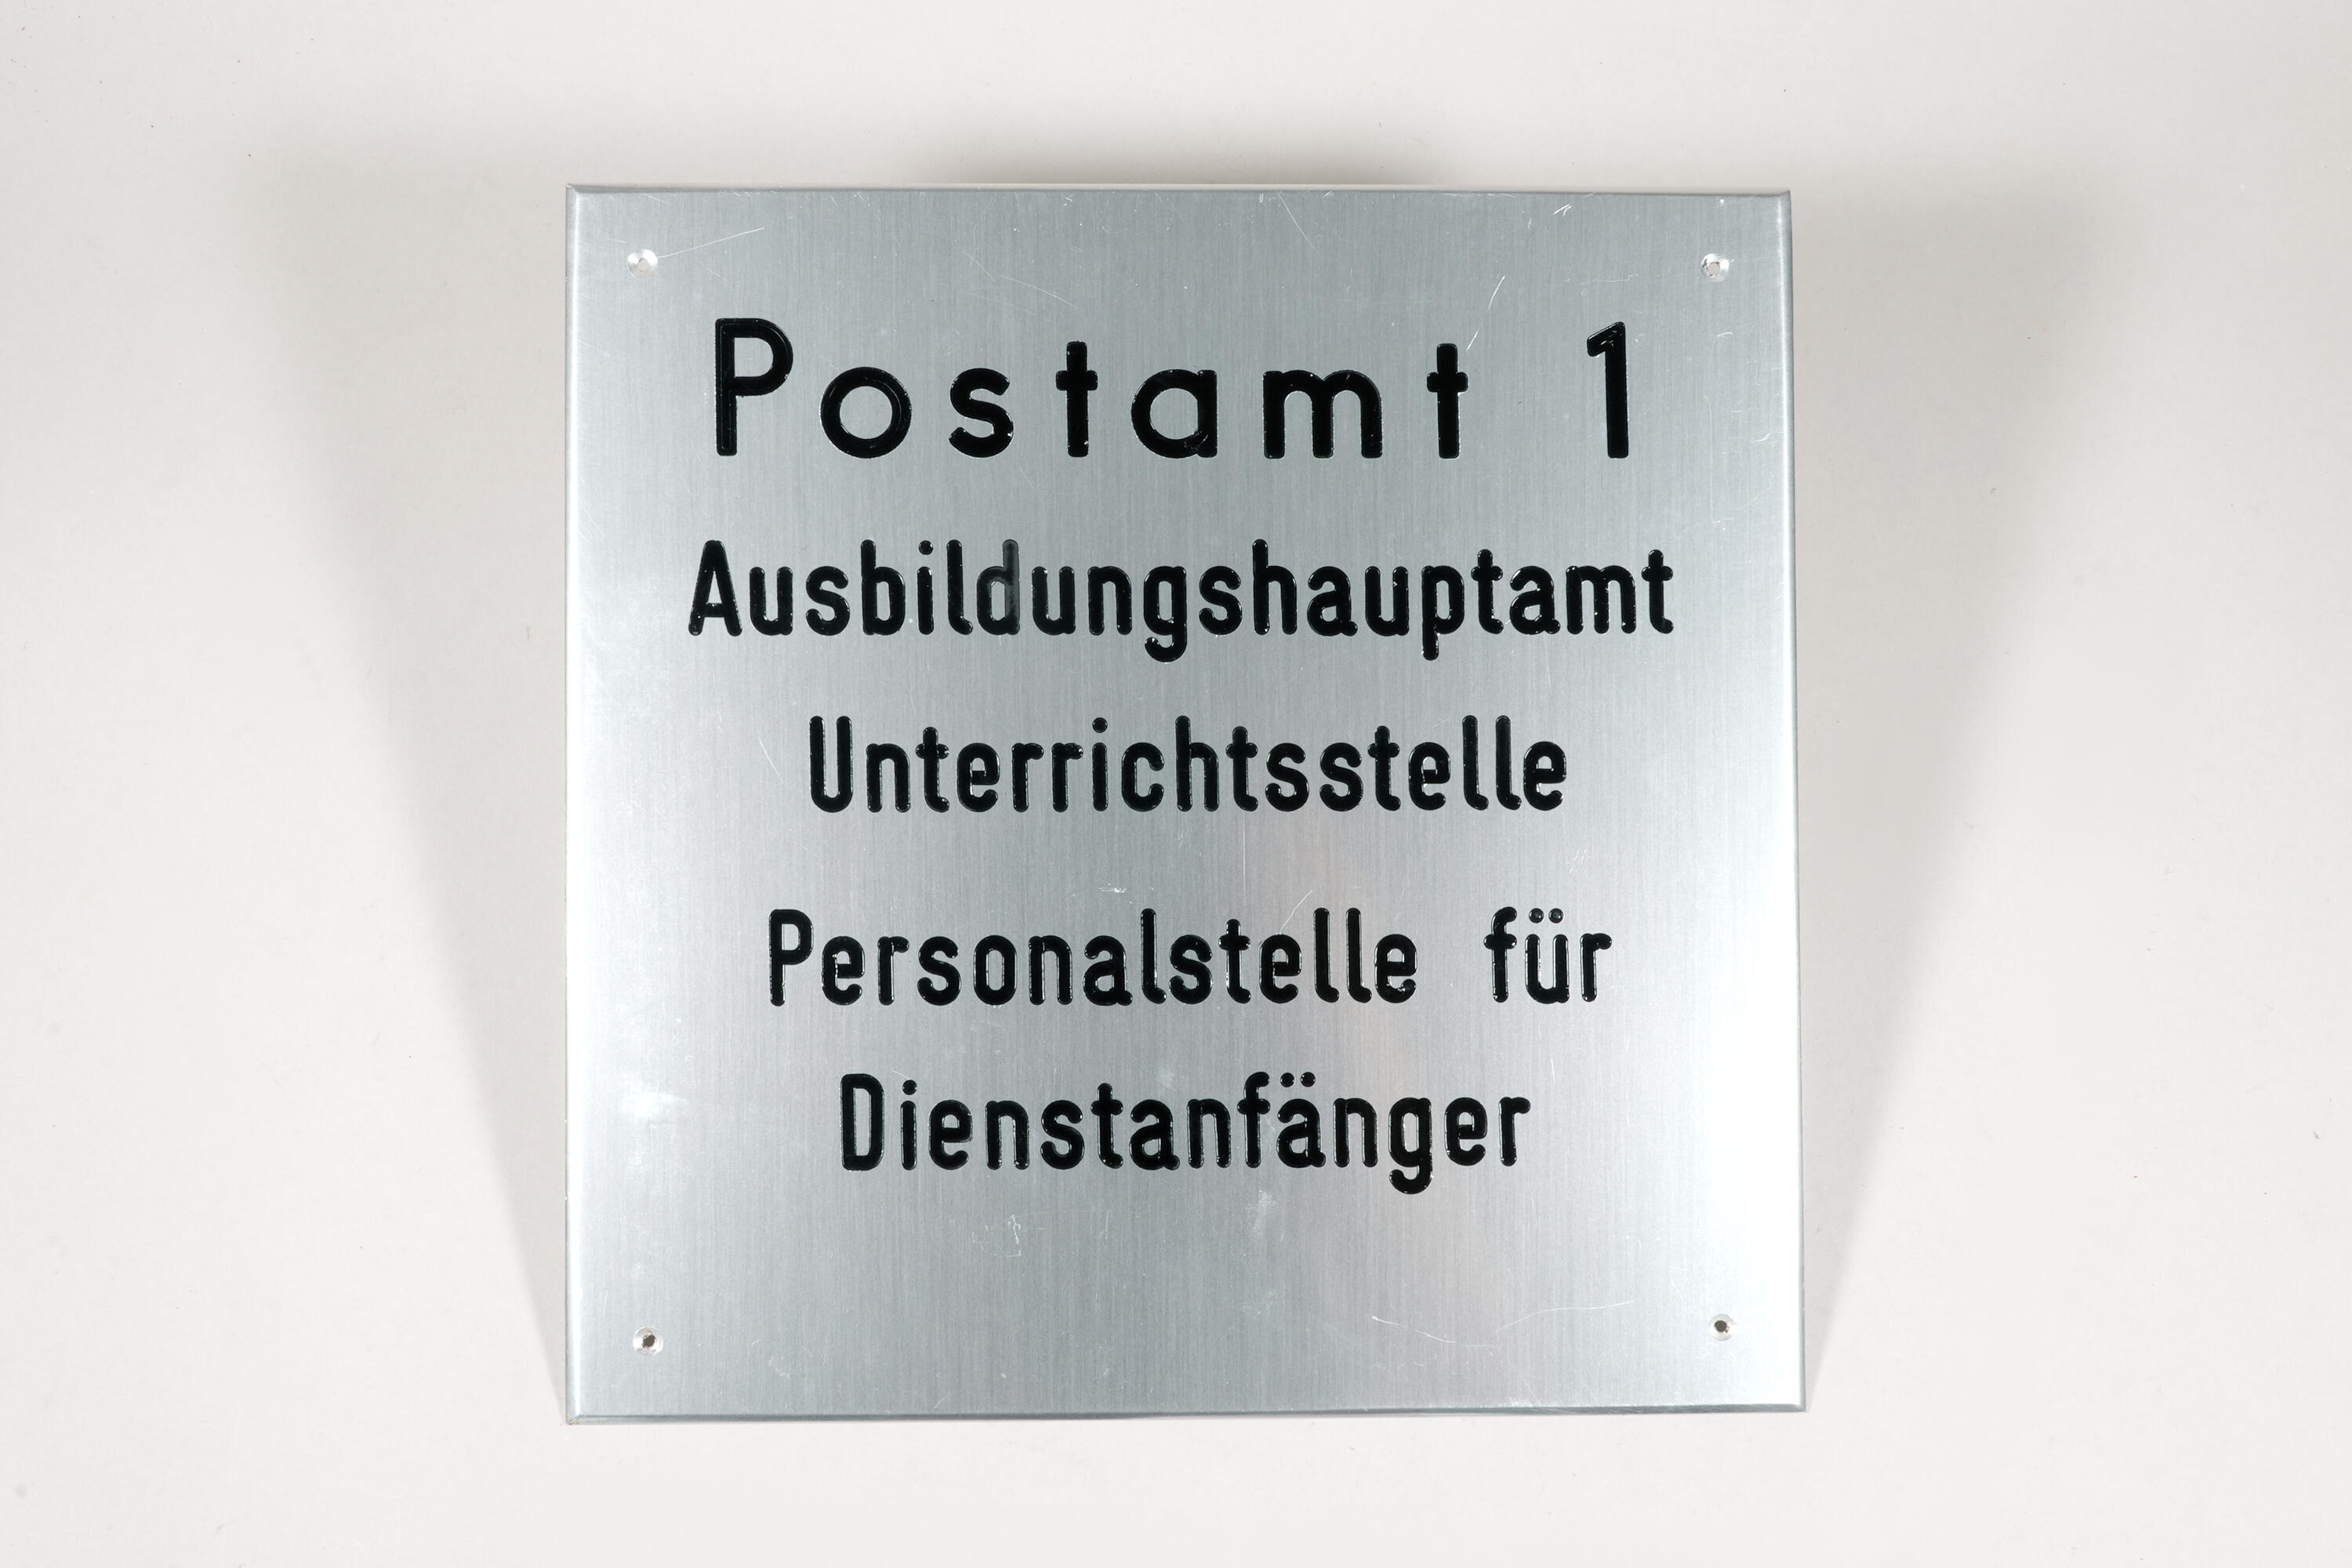 Postamt 1
Ausbildungshauptamt
Unterrichtsstelle
Personalstelle für
Dienstanfänger